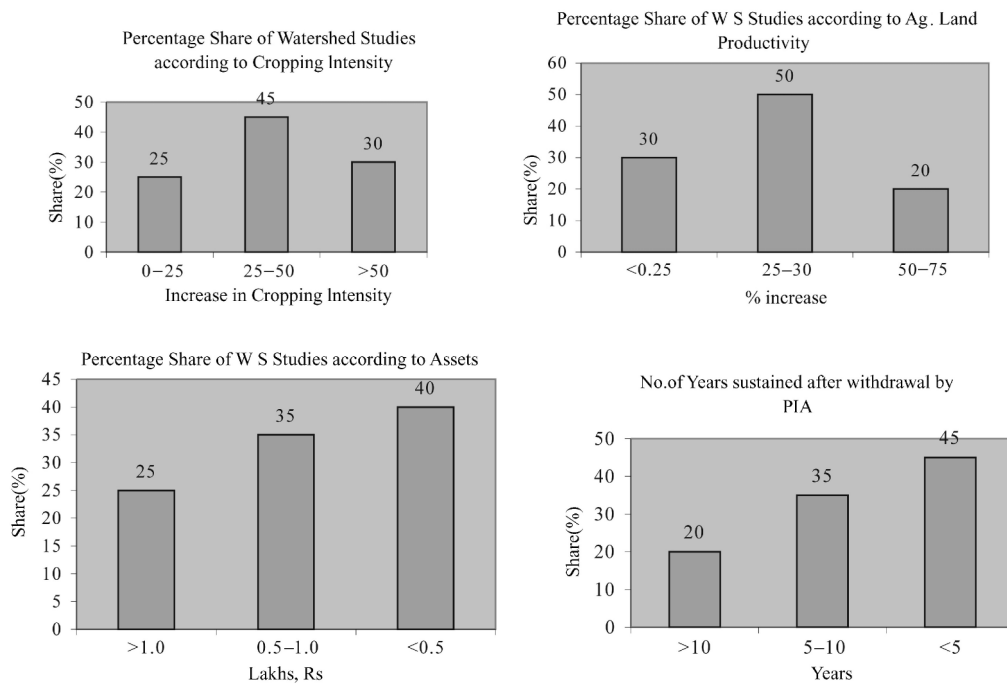 Percentage Share of Watershed Studies
according to Cropping Intensity
50
40
30
20
10
0
Share(%)
25
45
30
0–25 25–50 >50
Increase in Cropping Intensity
Percentage Share of W S Studies according to Ag. Land
Productivity
60
50
40
30
20
10
0
Share(%)
30
50
20
<0.25 25–30 50–75
% increase
Percentage Share of W S Studies according to Assets
45
40
35
30
25
20
15
10
5
0
Share(%)
25
35
40
>1.0 0.5–1.0 <0.5
Lakhs, Rs
No.of Years sustained after withdrawal by
PIA
50
40
30
20
10
0
Share(%)
20
35
45
>10 5–10 <5
Years